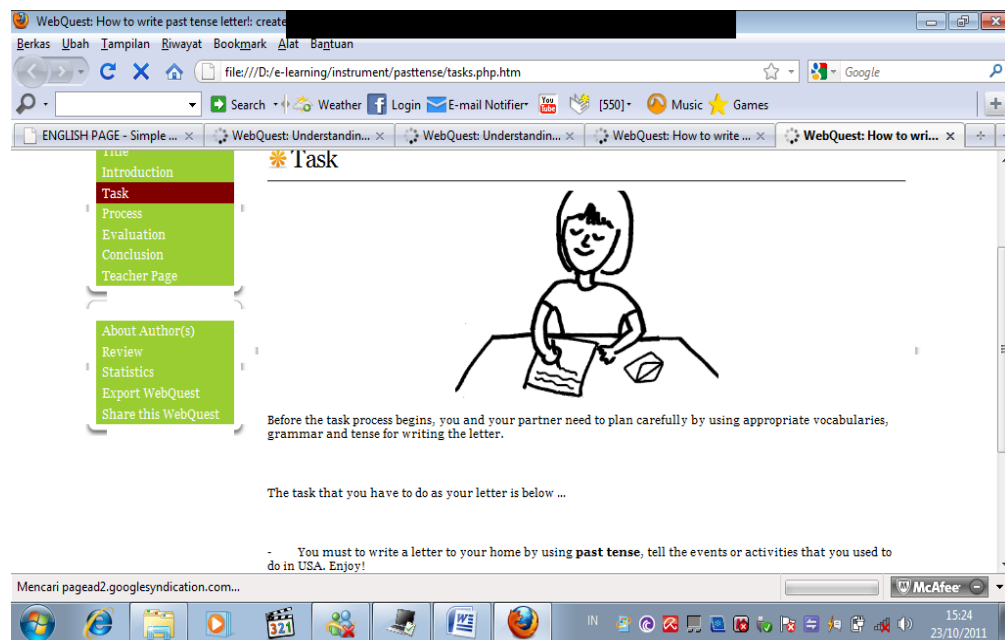 WebQuest: How to write past tense letter!: create
Berkas Ubah Tampilan Riwayat Bookmark Alat Bantuan
file:///D:/e-learning/instrument/pasttense/tasks.php.htm
Google
Search Weather Login E-mail Notifier You Tube [550] Music Games
ENGLISH PAGE - Simple ... WebQuest: Understandin... WebQuest: Understandin... WebQuest: How to write ... WebQuest: How to wri...
Title
Introduction
Task
Process
Evaluation
Conclusion
Teacher Page
About Author(s)
Review
Statistics
Export WebQuest
Share this WebQuest
Task
Before the task process begins, you and your partner need to plan carefully by using appropriate vocabularies,
grammar and tense for writing the letter.
The task that you have to do as your letter is below ...
- You must to write a letter to your home by using past tense, tell the events or activities that you used to
do in USA. Enjoy!
Mencari pagead2.googlesyndication.com...
McAfee
321
IN
15:24
23/10/2011